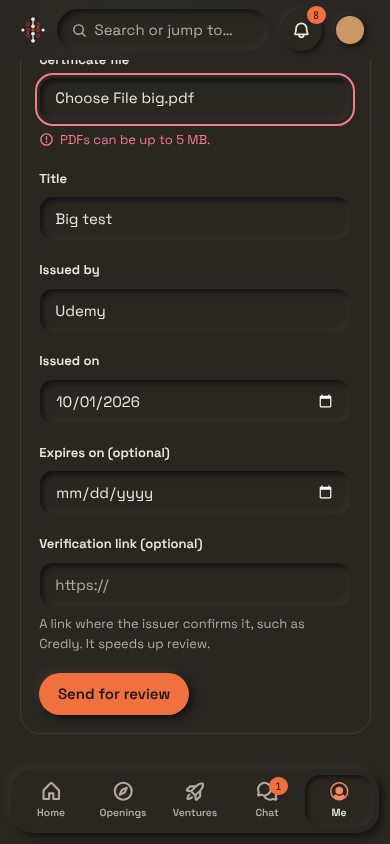 Search or jump to...
8
Certificate file
Choose File big.pdf
PDFs can be up to 5 MB.
Title
Big test
Issued by
Udemy
Issued on
10/01/2026
Expires on (optional)
mm/dd/yyyy
Verification link (optional)
https://
A link where the issuer confirms it, such as
Credly. It speeds up review.
Send for review
1
Home Openings Ventures Chat Me